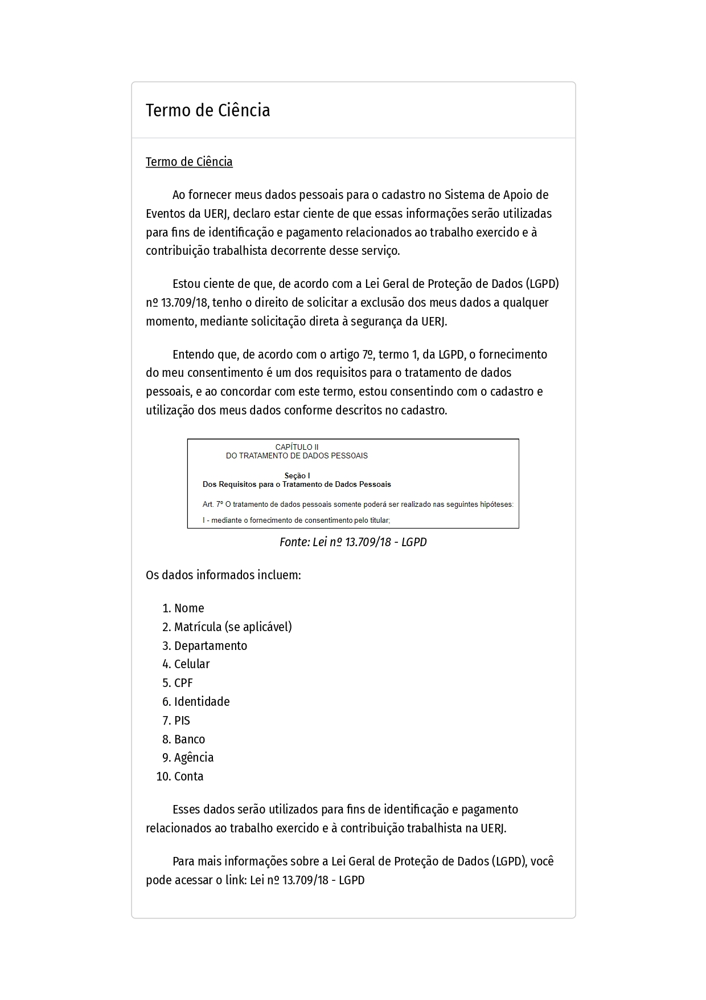 Termo de Ciência
Termo de Ciência
Ao fornecer meus dados pessoais para o cadastro no Sistema de Apoio de
Eventos da UERJ, declaro estar ciente de que essas informações serão utilizadas
para fins de identificação e pagamento relacionados ao trabalho exercido e à
contribuição trabalhista decorrente desse serviço.
Estou ciente de que, de acordo com a Lei Geral de Proteção de Dados (LGPD)
nº 13.709/18, tenho o direito de solicitar a exclusão dos meus dados a qualquer
momento, mediante solicitação direta à segurança da UERJ.
Entendo que, de acordo com o artigo 7º, termo 1, da LGPD, o fornecimento
do meu consentimento é um dos requisitos para o tratamento de dados
pessoais, e ao concordar com este termo, estou consentindo com o cadastro e
utilização dos meus dados conforme descritos no cadastro.
CAPÍTULO II
DO TRATAMENTO DE DADOS PESSOAIS
Seção I
Dos Requisitos para o Tratamento de Dados Pessoais
Art. 7º O tratamento de dados pessoais somente poderá ser realizado nas seguintes hipóteses:
I - mediante o fornecimento de consentimento pelo titular;
Fonte: Lei nº 13.709/18 - LGPD
Os dados informados incluem:
1. Nome
2. Matrícula (se aplicável)
3. Departamento
4. Celular
5. CPF
6. Identidade
7. PIS
8. Banco
9. Agência
10. Conta
Esses dados serão utilizados para fins de identificação e pagamento
relacionados ao trabalho exercido e à contribuição trabalhista na UERJ.
Para mais informações sobre a Lei Geral de Proteção de Dados (LGPD), você
pode acessar o link: Lei nº 13.709/18 - LGPD